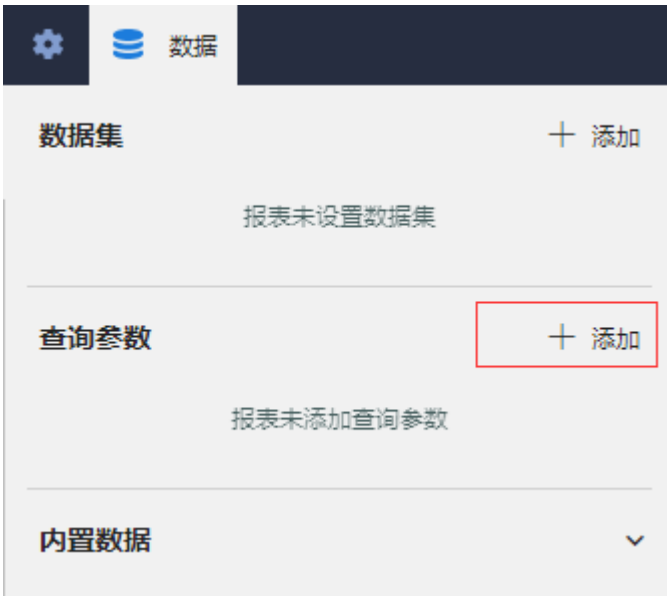 数据
数据集 + 添加
报表未设置数据集
查询参数 + 添加
报表未添加查询参数
内置数据